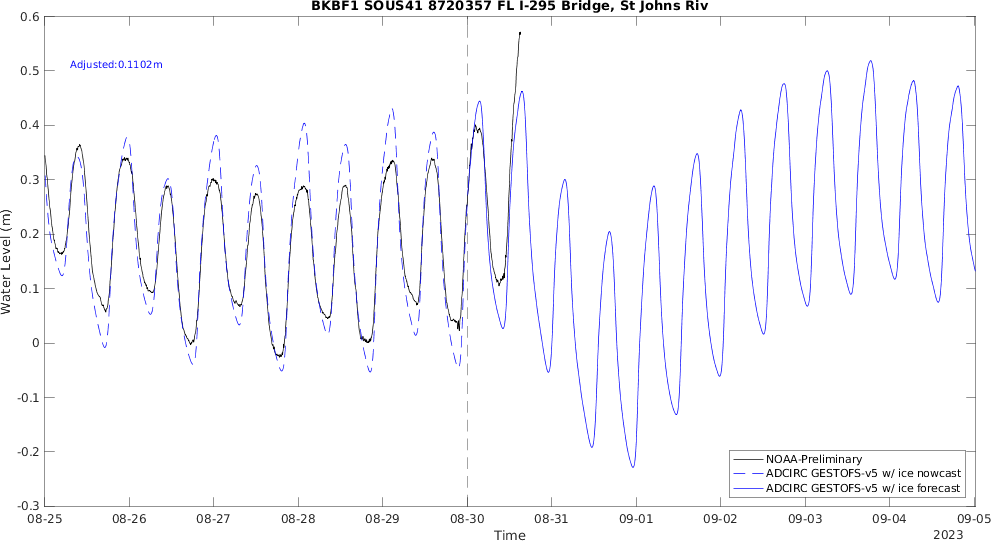 BKBF1 SOUS41 8720357 FL I-295 Bridge, St Johns Riv
0.6
0.5
0.4
0.3
0.2
0.1
0
-0.1
-0.2
-0.3
Water Level (m)
Adjusted:0.1102m
NOAA-Preliminary
ADCIRC GESTOFS-v5 w/ ice nowcast
ADCIRC GESTOFS-v5 w/ ice forecast
08-25 08-26 08-27 08-28 08-29 08-30 08-31 09-01 09-02 09-03 09-04 09-05
Time
2023